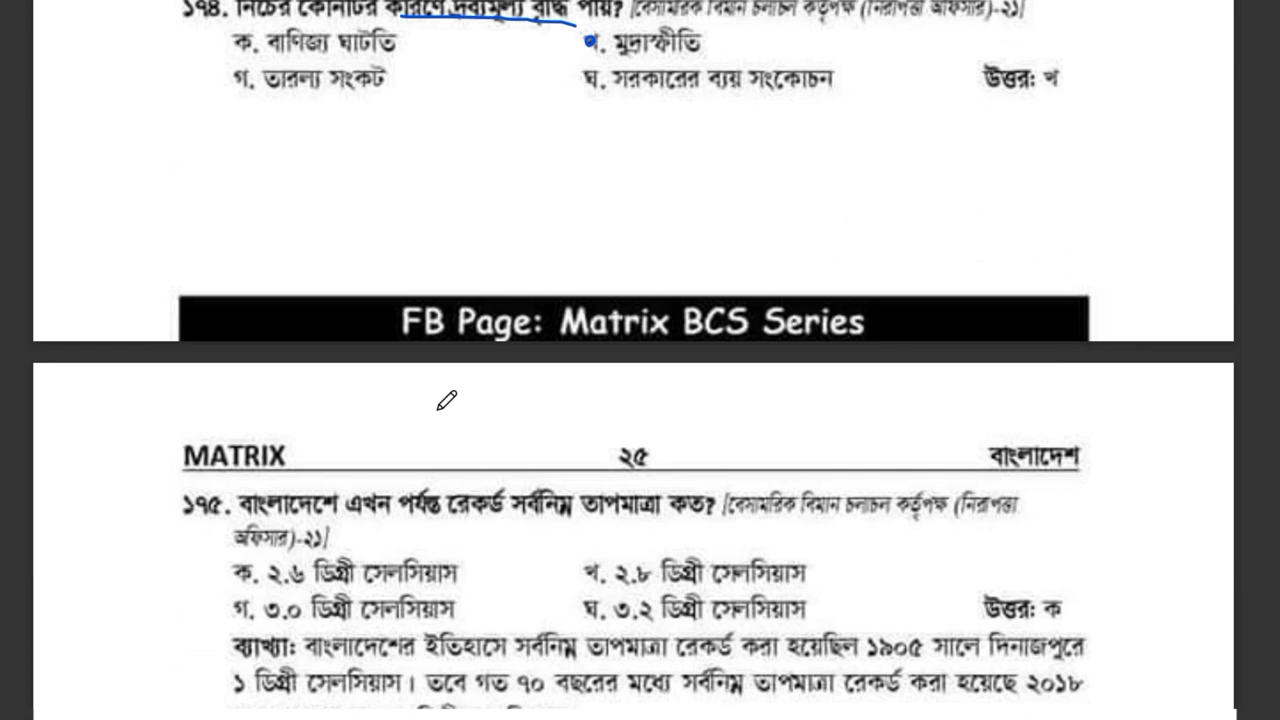 ১৭৪. নিচের কোনটির কারণে দ্রব্যমূল্য বৃদ্ধি পায়? [বেসামরিক বিমান চলাচল কর্তৃপক্ষ (নিরাপত্তা অফিসার)-২১]
ক. বাণিজ্য ঘাটতি খ. মুদ্রাস্ফীতি
গ. তারল্য সংকট ঘ. সরকারের ব্যয় সংকোচন উত্তর: খ
FB Page: Matrix BCS Series
MATRIX ২৫ বাংলাদেশ
১৭৫. বাংলাদেশে এখন পর্যন্ত রেকর্ড সর্বনিম্ন তাপমাত্রা কত? [বেসামরিক বিমান চলাচল কর্তৃপক্ষ (নিরাপত্তা
অফিসার)-২১]
ক. ২.৬ ডিগ্রী সেলসিয়াস খ. ২.৮ ডিগ্রী সেলসিয়াস
গ. ৩.০ ডিগ্রী সেলসিয়াস ঘ. ৩.২ ডিগ্রী সেলসিয়াস উত্তর: ক
ব্যাখ্যা: বাংলাদেশের ইতিহাসে সর্বনিম্ন তাপমাত্রা রেকর্ড করা হয়েছিল ১৯০৫ সালে দিনাজপুরে
১ ডিগ্রী সেলসিয়াস। তবে গত ৭০ বছরের মধ্যে সর্বনিম্ন তাপমাত্রা রেকর্ড করা হয়েছে ২০১৮